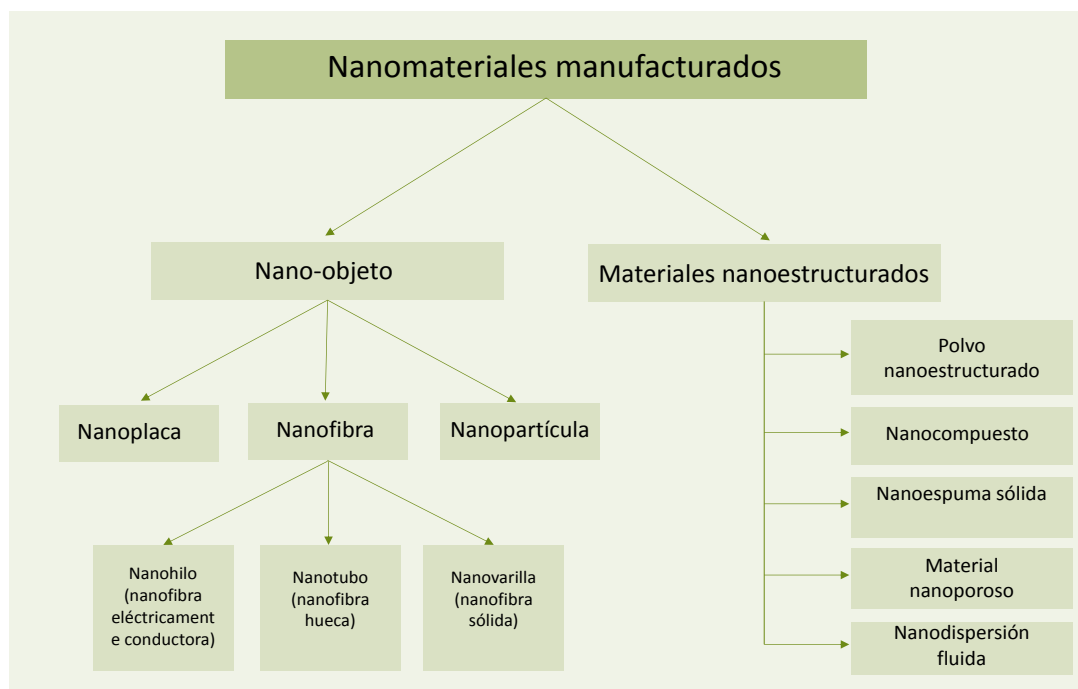 Nanomateriales manufacturados
Nano-objeto
Materiales nanoestructurados
Nanoplaca
Nanofibra
Nanopartícula
Nanohilo
(nanofibra
eléctricament
e conductora)
Nanotubo
(nanofibra
hueca)
Nanovarilla
(nanofibra
sólida)
Polvo
nanoestructurado
Nanocompuesto
Nanoespuma sólida
Material
nanoporoso
Nanodispersión
fluida